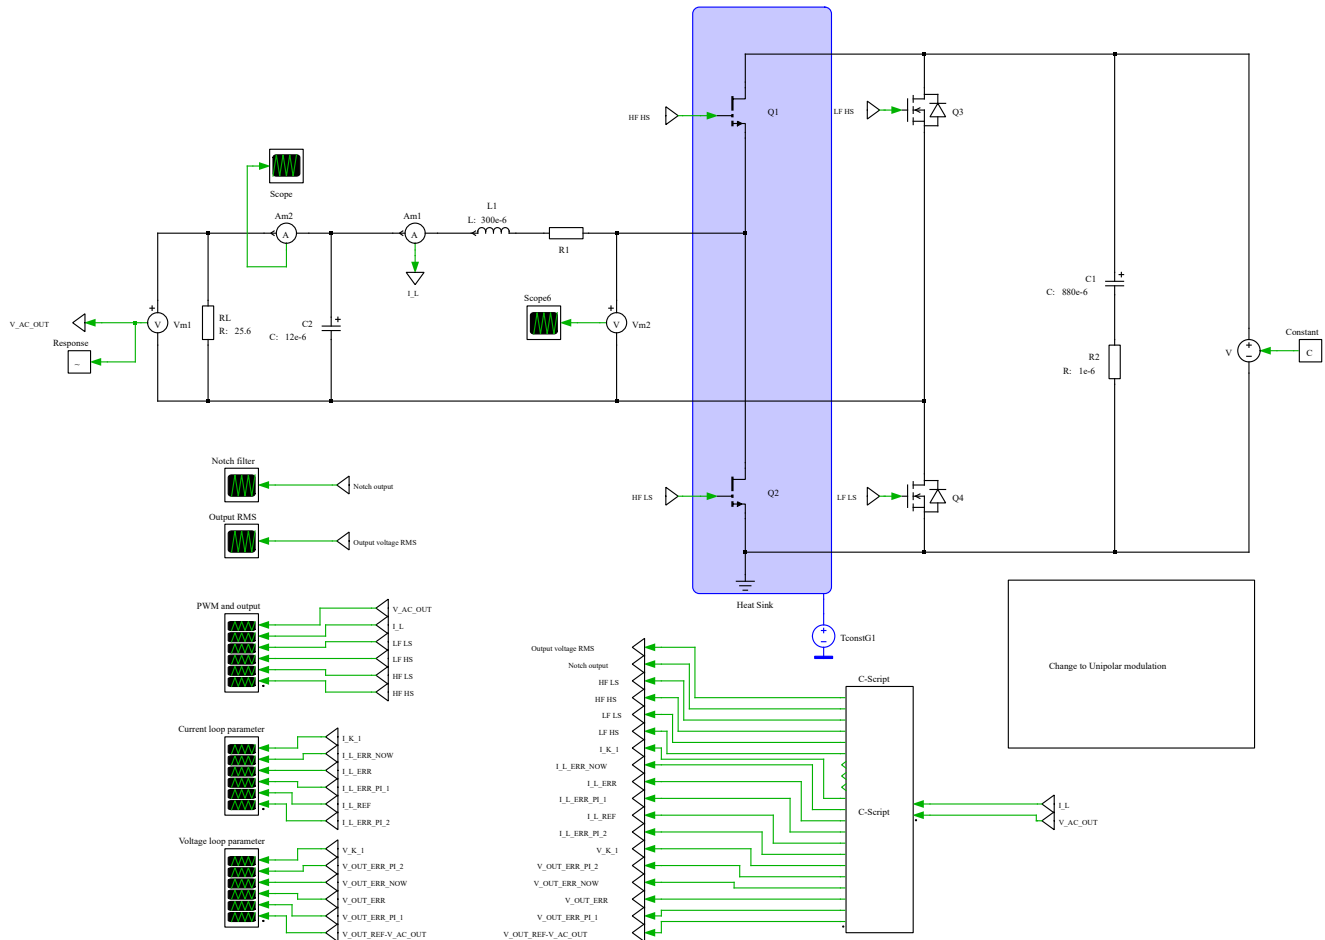 Q1
HF HS
LF HS
Q3
Scope
Am2
A
Am1
A
I_L
L1
L: 300e-6
R1
C1
+
C: 880e-6
R2
R: 1e-6
Constant
C
V
+
V_AC_OUT
Response
~
+
V
Vm1
RL
R: 25.6
C2
+
C: 12e-6
Scope6
+
V
Vm2
Notch filter
Notch output
Output RMS
Output voltage RMS
HF LS
Q2
LF LS
Q4
Heat Sink
+
TconstG1
PWM and output
V_AC_OUT
I_L
LF LS
LF HS
HF LS
HF HS
Current loop parameter
I_K_1
I_L_ERR_NOW
I_L_ERR
I_L_ERR_PI_1
I_L_REF
I_L_ERR_PI_2
Voltage loop parameter
V_K_1
V_OUT_ERR_PI_2
V_OUT_ERR_NOW
V_OUT_ERR
V_OUT_ERR_PI_1
V_OUT_REF-V_AC_OUT
Output voltage RMS
Notch output
HF LS
HF HS
LF LS
LF HS
I_K_1
I_L_ERR_NOW
I_L_ERR
I_L_ERR_PI_1
I_L_REF
I_L_ERR_PI_2
V_K_1
V_OUT_ERR_PI_2
V_OUT_ERR_NOW
V_OUT_ERR
V_OUT_ERR_PI_1
V_OUT_REF-V_AC_OUT
C-Script
C-Script
I_L
V_AC_OUT
Change to Unipolar modulation